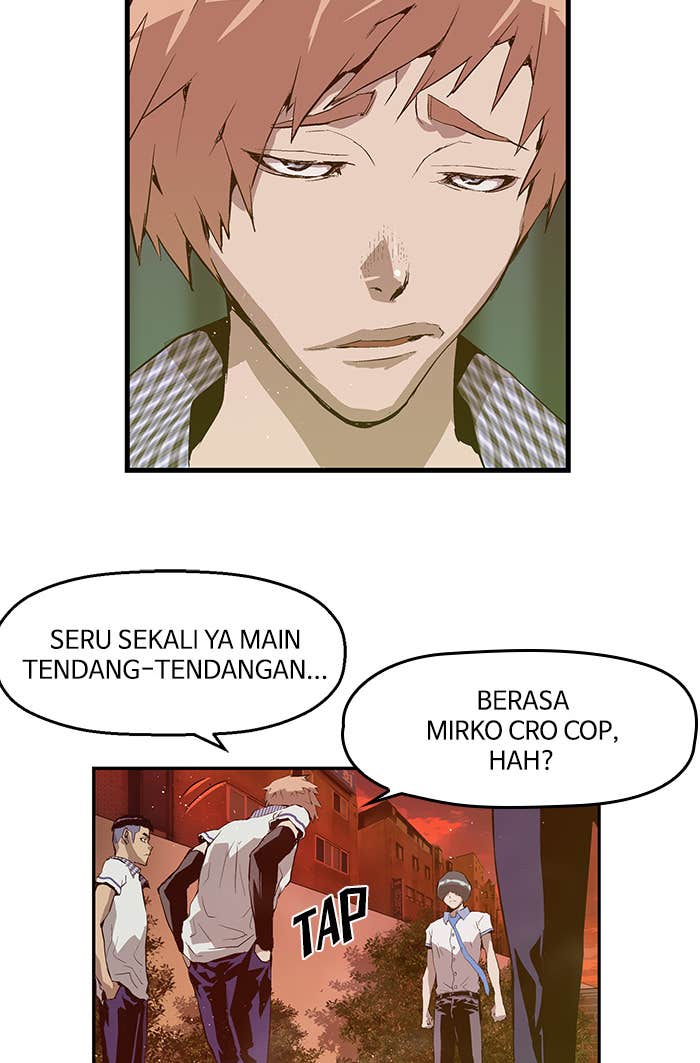 SERU SEKALI YA MAIN
TENDANG-TENDANGAN...
BERASA
MIRKO CRO COP,
HAH?
TAP